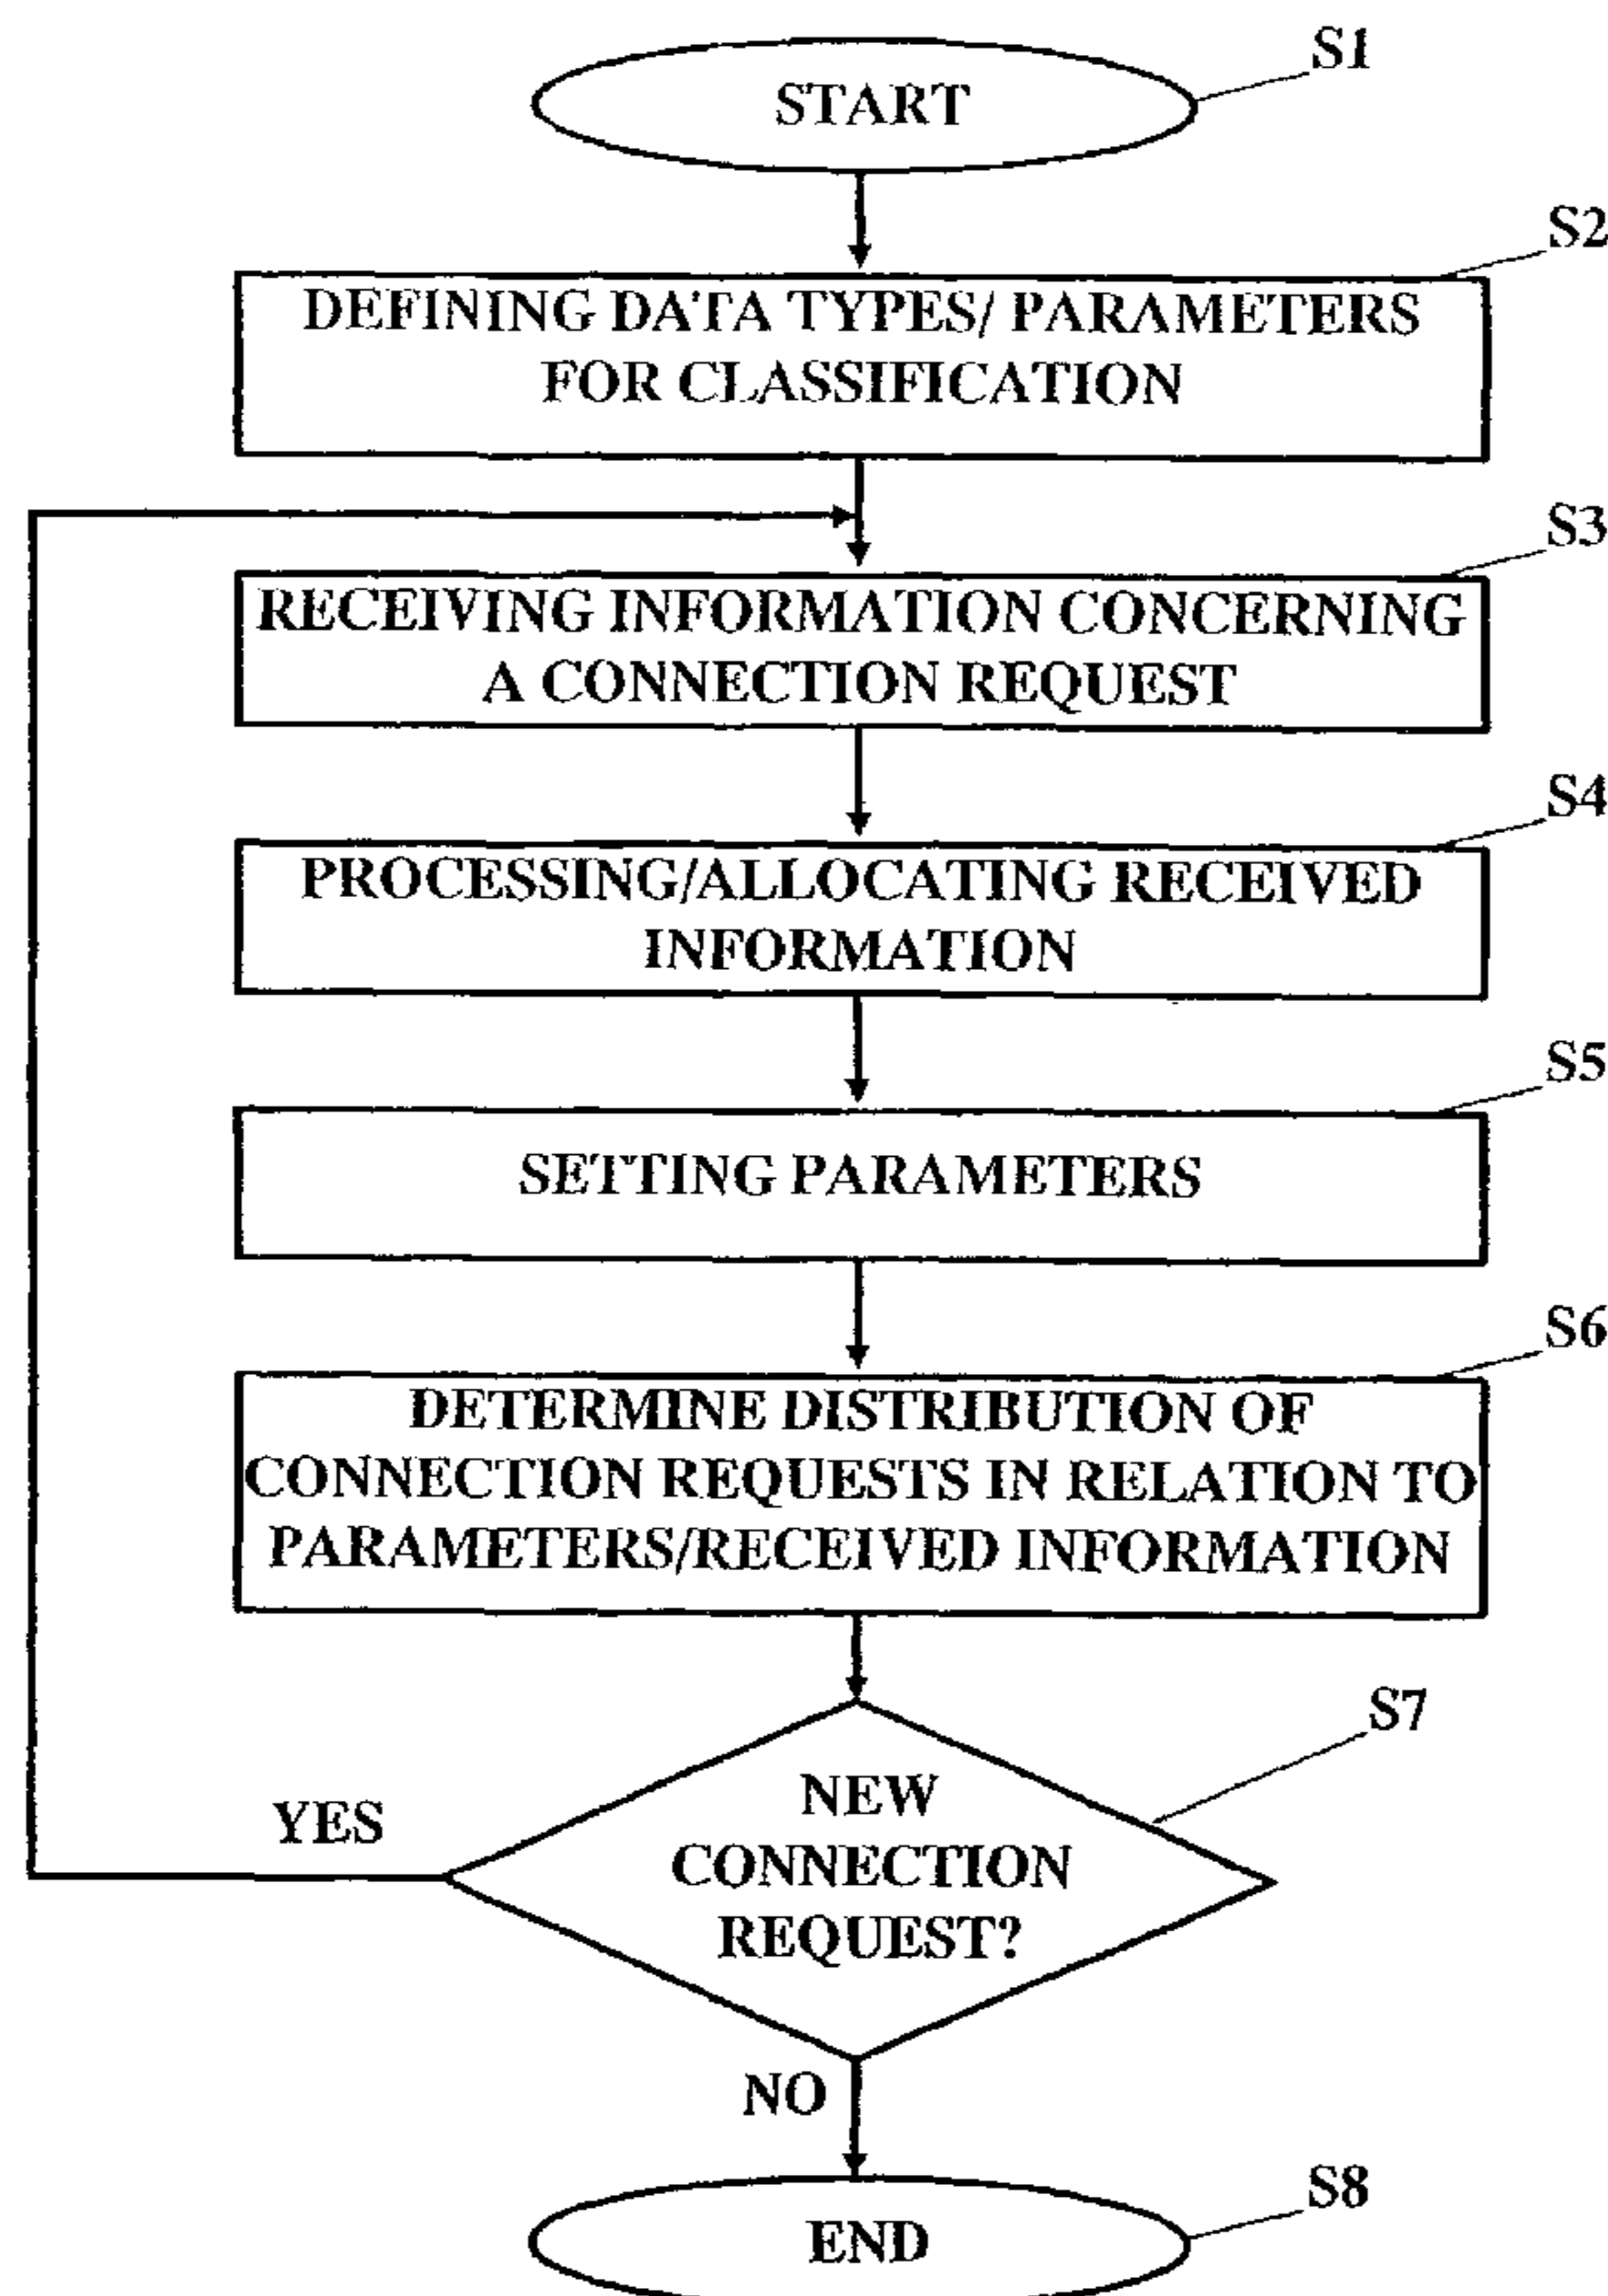 S1
START
S2
DEFINING DATA TYPES/ PARAMETERS
FOR CLASSIFICATION
S3
RECEIVING INFORMATION CONCERNING
A CONNECTION REQUEST
S4
PROCESSING/ALLOCATING RECEIVED
INFORMATION
S5
SETTING PARAMETERS
S6
DETERMINE DISTRIBUTION OF
CONNECTION REQUESTS IN RELATION TO
PARAMETERS/RECEIVED INFORMATION
S7
YES
NEW
CONNECTION
REQUEST?
NO
S8
END